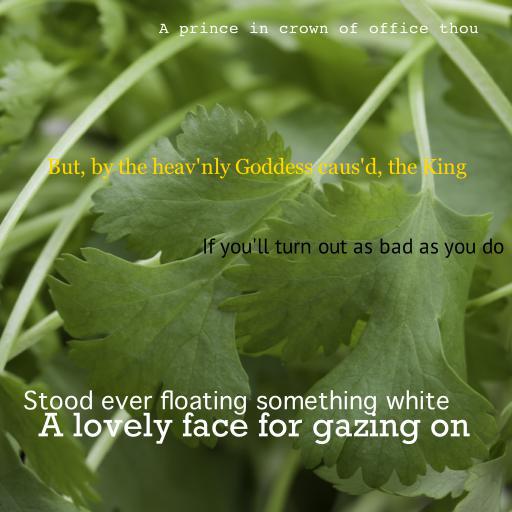 A prince in crown of office thou
But, by the heav'nly Goddess caus'd, the King
If you'll turn out as bad as you do
Stood ever floating something white
A lovely face for gazing on